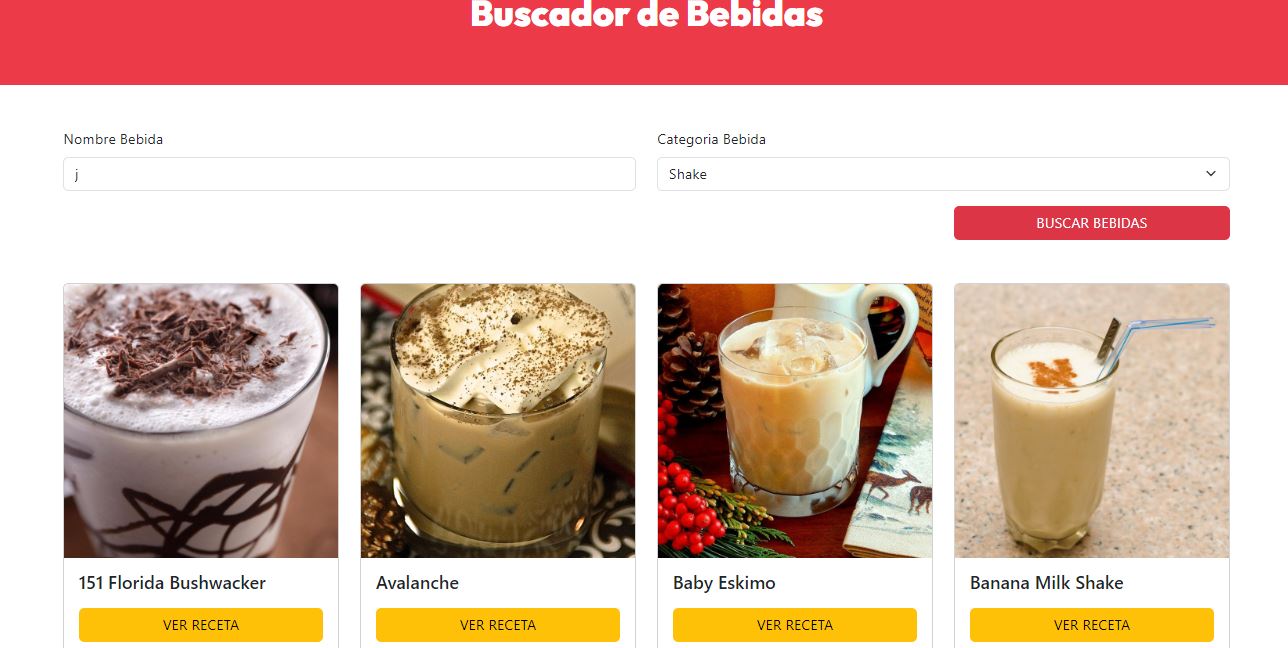 Buscador de Bebidas
Nombre Bebida
Categoria Bebida
j
Shake
BUSCAR BEBIDAS
151 Florida Bushwacker
Avalanche
Baby Eskimo
Banana Milk Shake
VER RECETA
VER RECETA
VER RECETA
VER RECETA